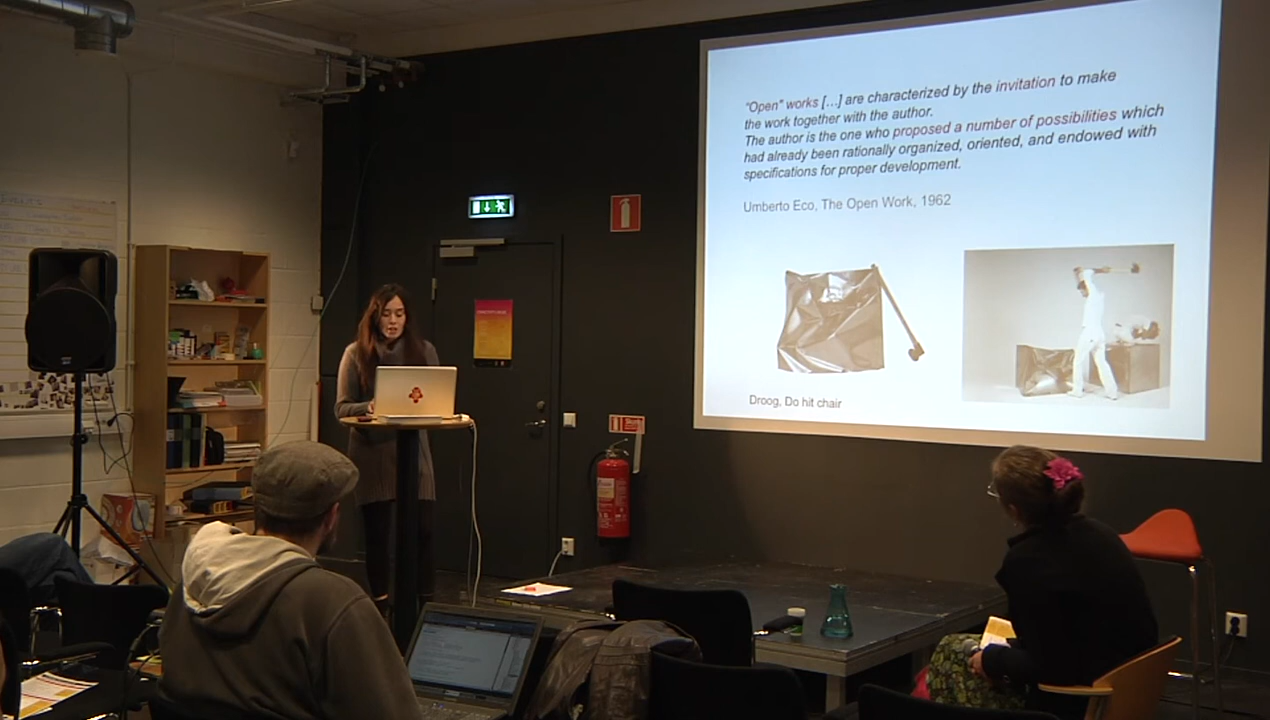 "Open" works [...] are characterized by the invitation to make
the work together with the author.
The author is the one who proposed a number of possibilities which
had already been rationally organized, oriented, and endowed with
specifications for proper development.
Umberto Eco, The Open Work, 1962
Droog, Do hit chair